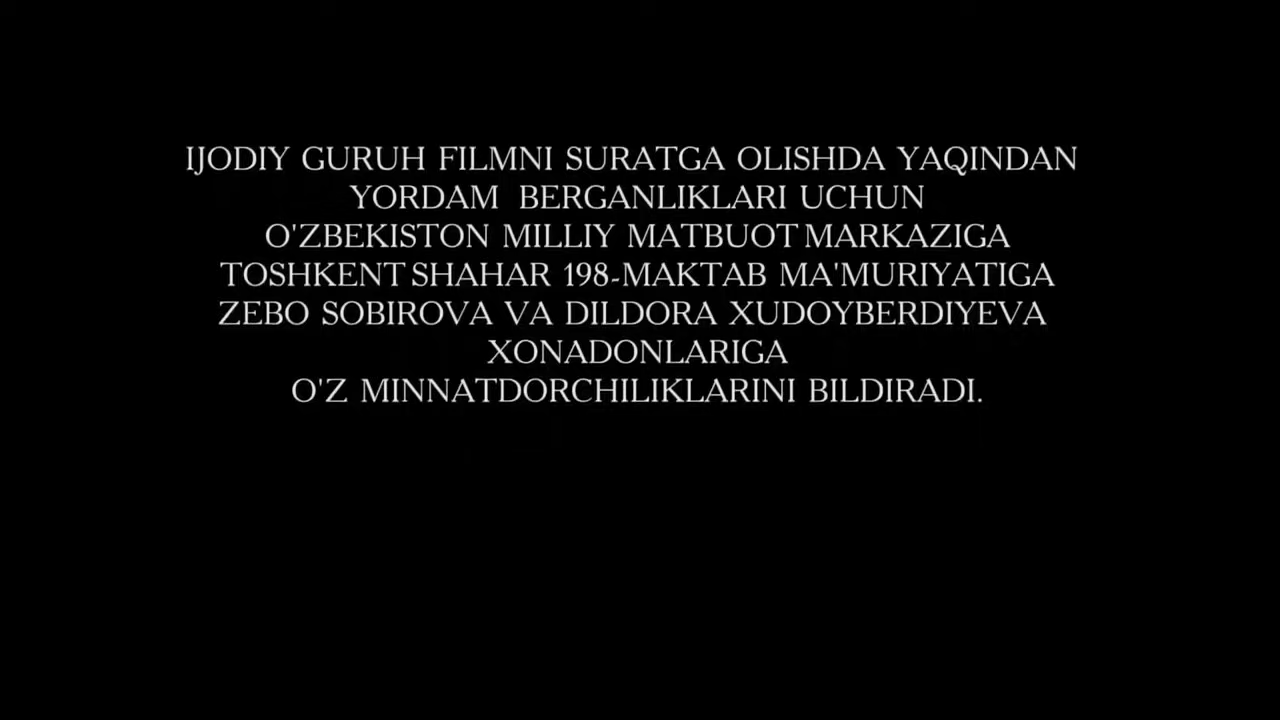 IJODIY GURUH FILMNI SURATGA OLISHDA YAQINDAN
YORDAM BERGANLIKLARI UCHUN
O'ZBEKISTON MILLIY MATBUOT MARKAZIGA
TOSHKENT SHAHAR 198-MAKTAB MA'MURIYATIGA
ZEBO SOBIROVA VA DILDORA XUDOYBERDIYEVA
XONADONLARIGA
O'Z MINNATDORCHILIKLARINI BILDIRADI.